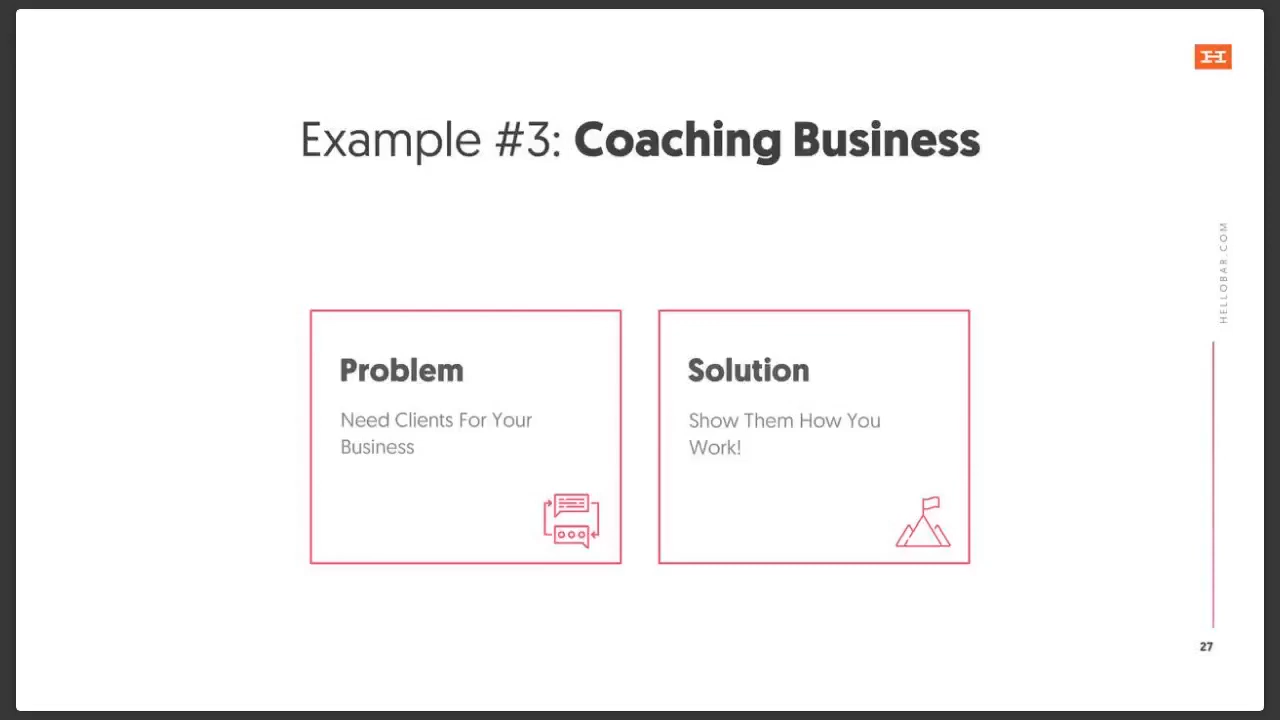 Example #3: Coaching Business
HELLOBAR.COM
Problem
Need Clients For Your
Business
Solution
Show Them How You
Work!
27